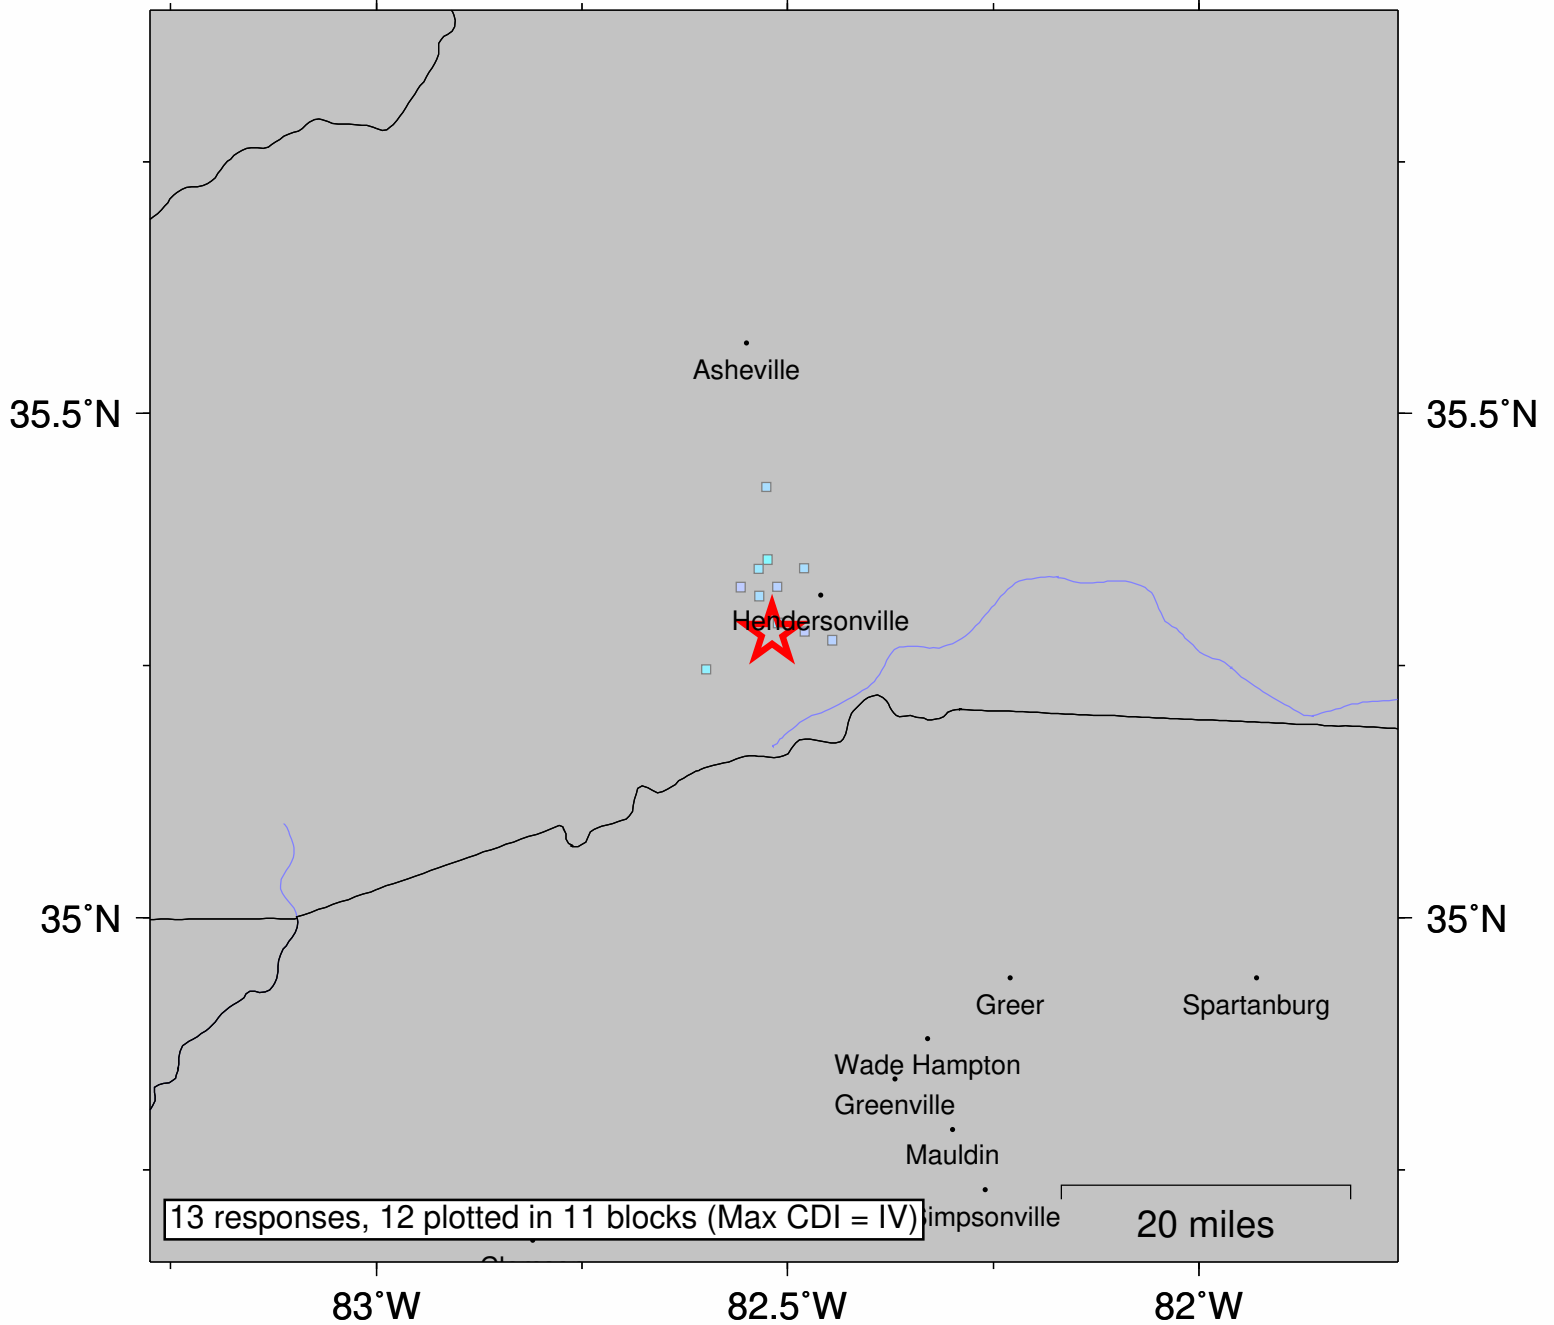 Asheville
35.5°N
35.5°N
Hendersonville
35°N
35°N
Greer
Spartanburg
Wade Hampton
Greenville
Mauldin
13 responses, 12 plotted in 11 blocks (Max CDI = IV)
Simpsonville
20 miles
83°W
82.5°W
82°W